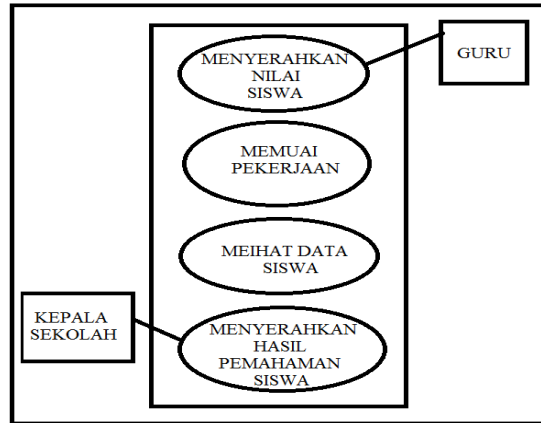 MENYERAHKAN
NILAI
SISWA
GURU
MEMUAI
PEKERJAAN
MEIHAT DATA
SISWA
KEPALA
SEKOLAH
MENYERAHKAN
HASIL
PEMAHAMAN
SISWA